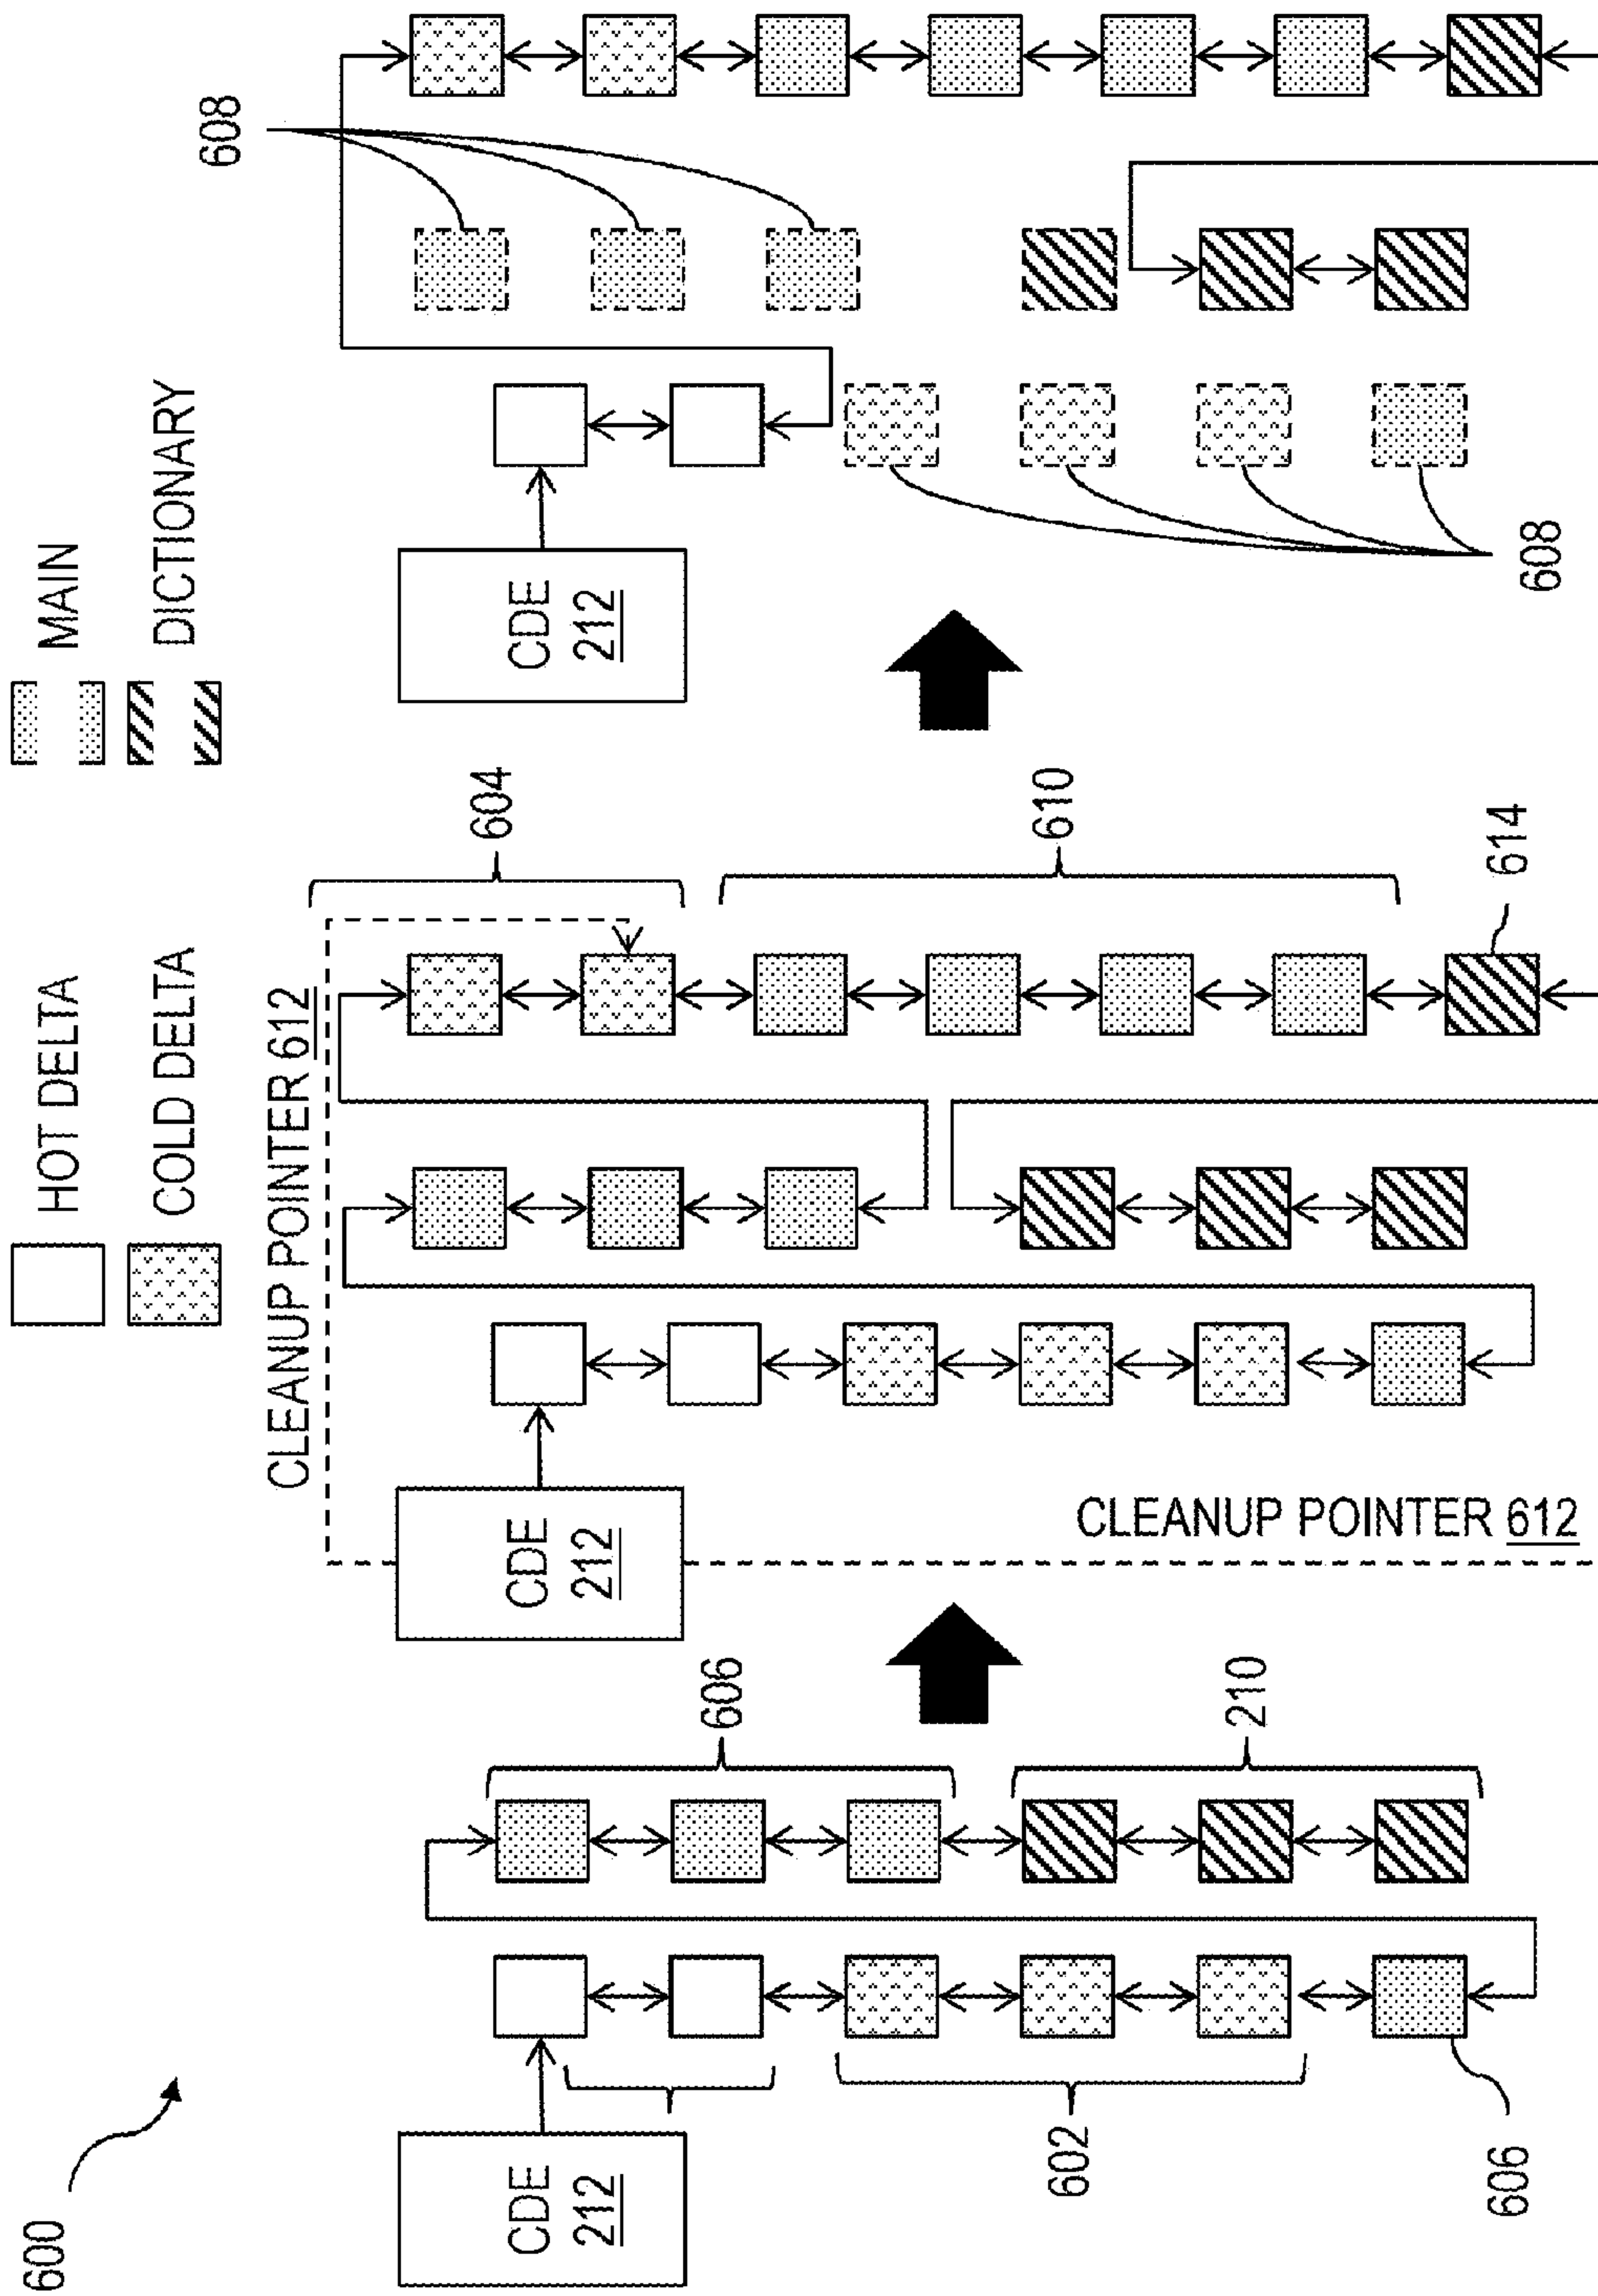 600
HOT DELTA
COLD DELTA
MAIN
DICTIONARY
CDE
212
602
606
606
210
CLEANUP POINTER 612
CDE
212
CLEANUP POINTER 612
604
610
614
CDE
212
608
608